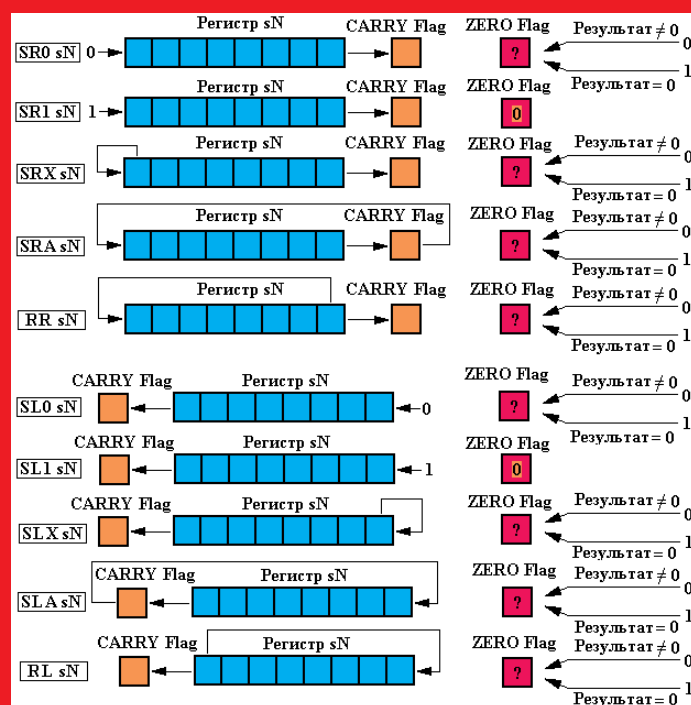 Регистр sN CARRY Flag ZERO Flag Результат ≠ 0
SR0 sN 0 ? 0
1
Результат = 0
Регистр sN CARRY Flag ZERO Flag
SR1 sN 1 0
Регистр sN CARRY Flag ZERO Flag Результат ≠ 0
SRX sN ? 0
1
Результат = 0
Регистр sN CARRY Flag ZERO Flag Результат ≠ 0
SRA sN ? 0
1
Результат = 0
Регистр sN CARRY Flag ZERO Flag Результат ≠ 0
RR sN ? 0
1
Результат = 0
CARRY Flag Регистр sN ZERO Flag Результат ≠ 0
SL0 sN 0 ? 0
1
Результат = 0
CARRY Flag Регистр sN ZERO Flag
SL1 sN 1 0
CARRY Flag Регистр sN ZERO Flag Результат ≠ 0
SLX sN ? 0
1
Результат = 0
CARRY Flag Регистр sN ZERO Flag Результат ≠ 0
SLA sN ? 0
1
Результат = 0
CARRY Flag Регистр sN ZERO Flag Результат ≠ 0
RL sN ? 0
1
Результат = 0